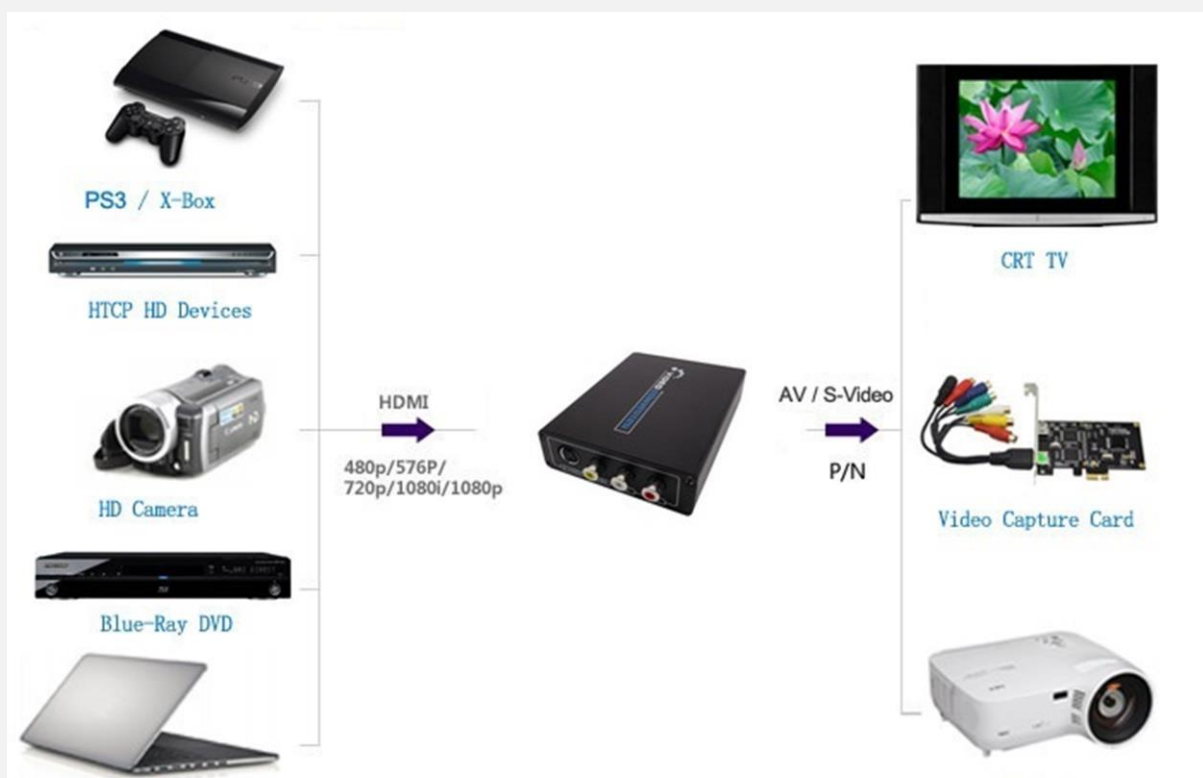 PS3 / X-Box
HTCP HD Devices
HD Camera
Blue-Ray DVD
HDMI
480p/576P/
720p/1080i/1080p
AV / S-Video
P/N
CRT TV
Video Capture Card